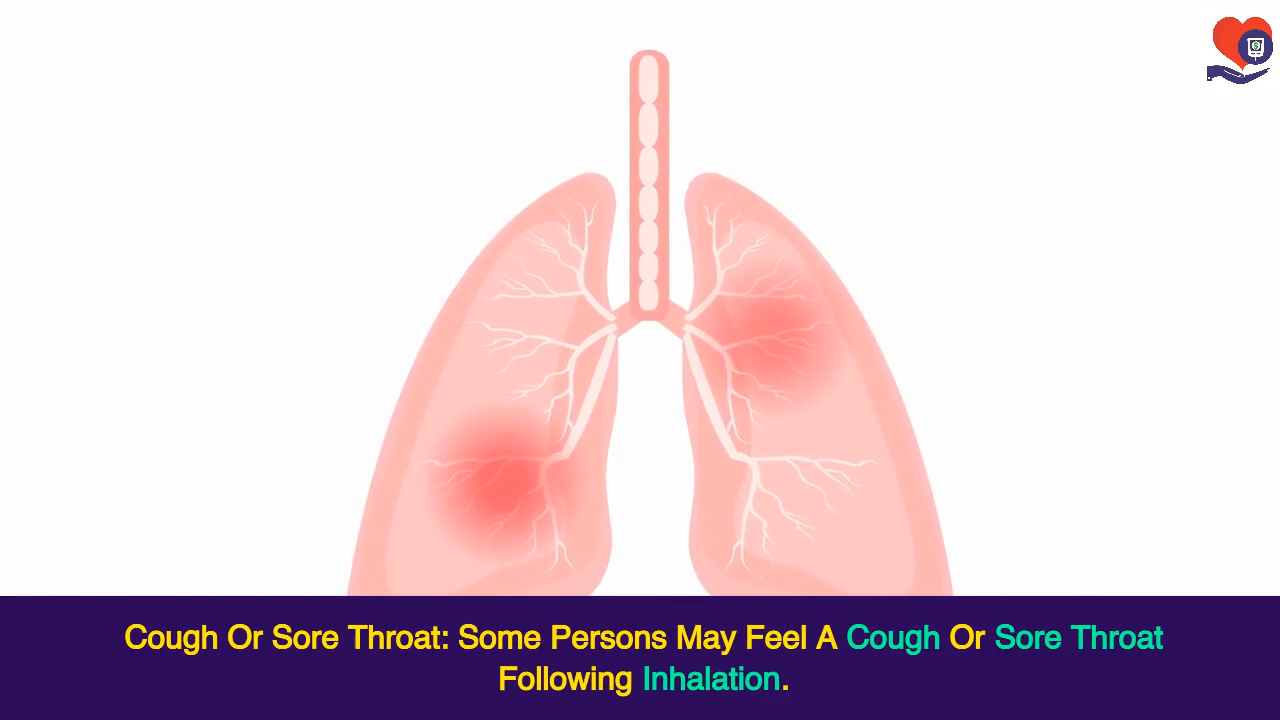 Cough Or Sore Throat: Some Persons May Feel A Cough Or Sore Throat
Following Inhalation.